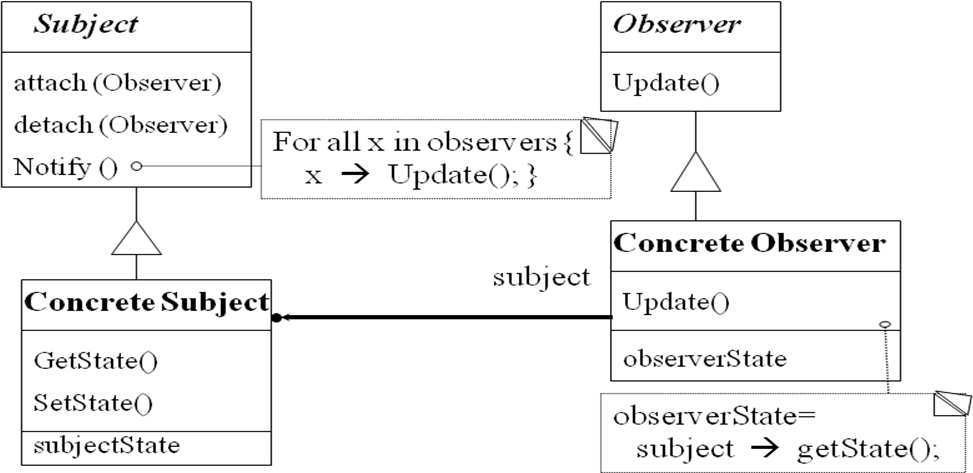 Subject
attach (Observer)
detach (Observer)
Notify ()
For all x in observers {
x → Update(); }
Observer
Update()
Concrete Subject
GetState()
SetState()
subjectState
subject
Concrete Observer
Update()
observerState
observerState=
subject → getState();